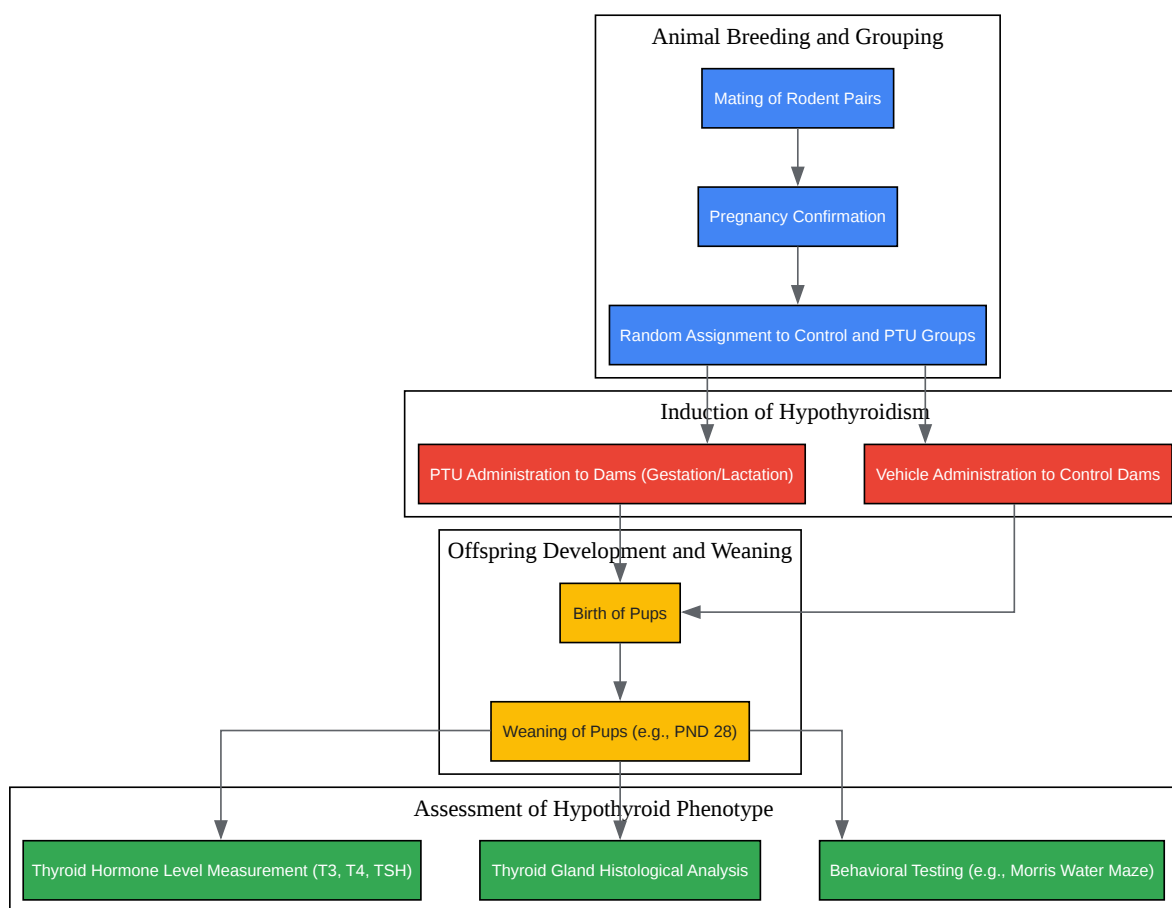 Animal Breeding and Grouping
Mating of Rodent Pairs
Pregnancy Confirmation
Random Assignment to Control and PTU Groups
Induction of Hypothyroidism
PTU Administration to Dams (Gestation/Lactation)
Vehicle Administration to Control Dams
Offspring Development and Weaning
Birth of Pups
Weaning of Pups (e.g., PND 28)
Assessment of Hypothyroid Phenotype
Thyroid Hormone Level Measurement (T3, T4, TSH)
Thyroid Gland Histological Analysis
Behavioral Testing (e.g., Morris Water Maze)